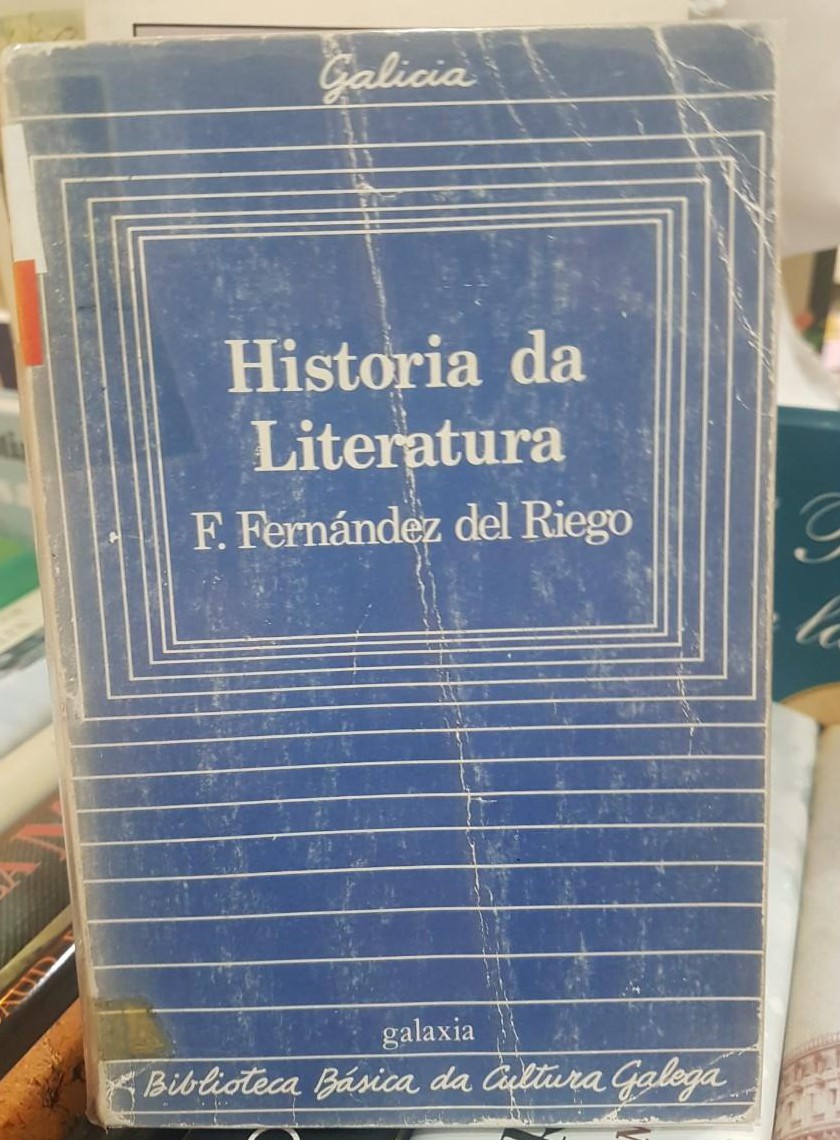 Galicia
Historia da
Literatura
F. Fernández del Riego
galaxia
Biblioteca Básica da Cultura Galega